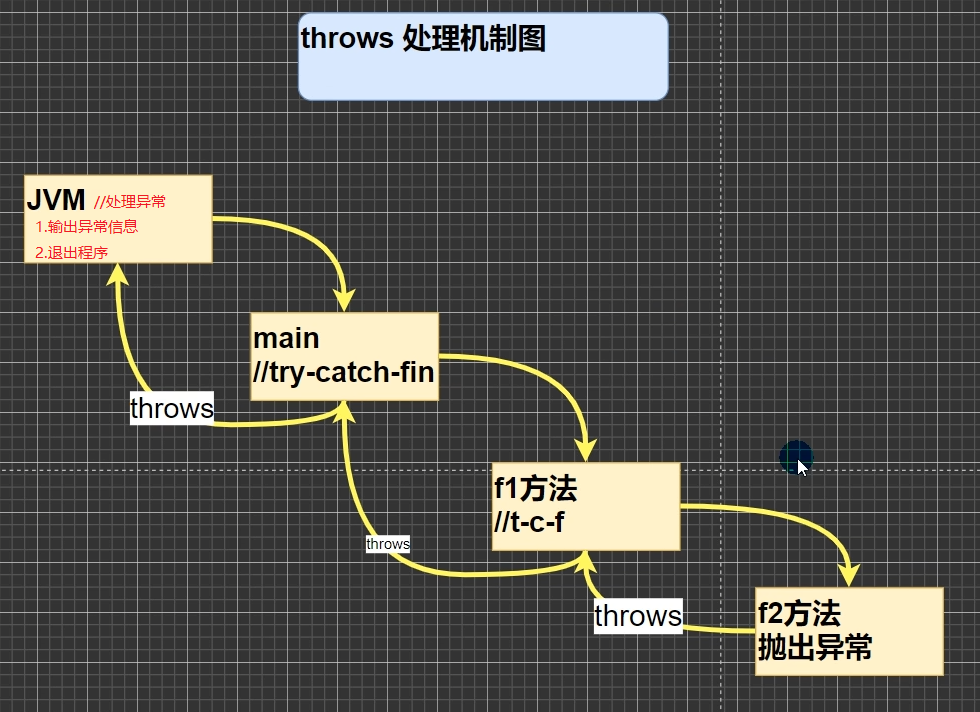 throws 处理机制图
JVM //处理异常
1.输出异常信息
2.退出程序
main
//try-catch-fin
throws
f1方法
//t-c-f
throws
f2方法
抛出异常
throws